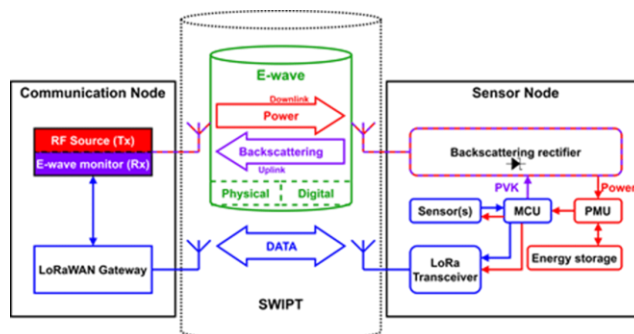 Communication Node
RF Source (Tx)
E-wave monitor (Rx)
LoRaWAN Gateway
E-wave
Downlink
Power
Backscattering
Uplink
Physical
Digital
DATA
SWIPT
Sensor Node
Backscattering rectifier
PVK
Power
Sensor(s)
MCU
PMU
LoRa
Transceiver
Energy storage